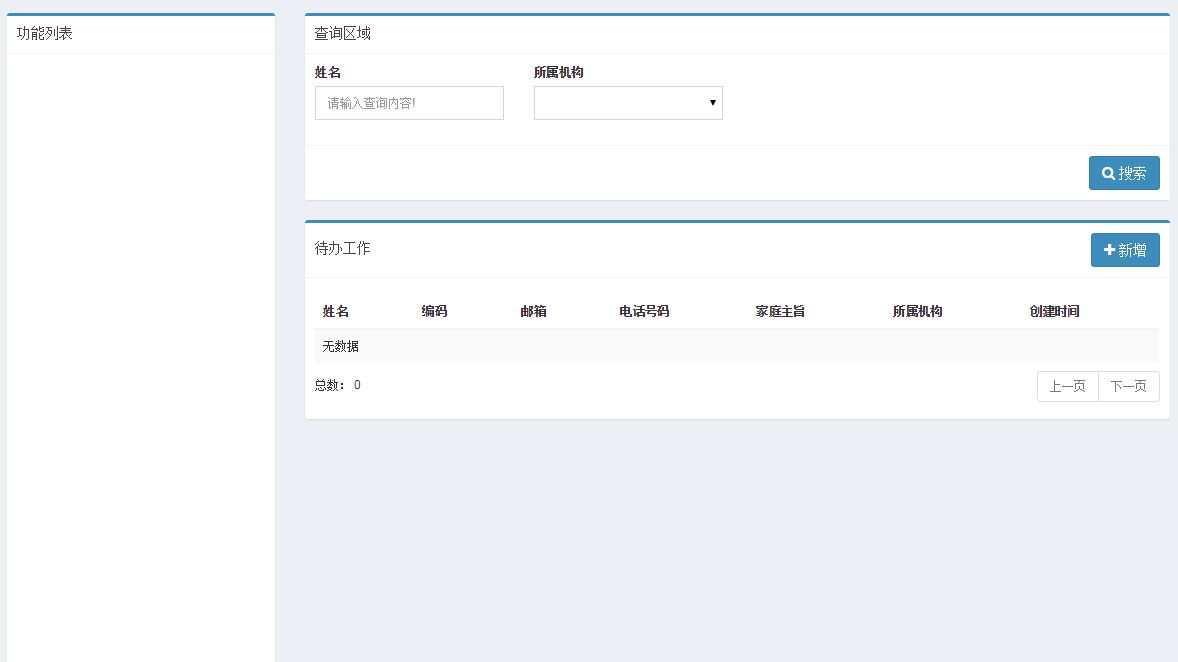 功能列表
查询区域
姓名 所属机构
请输入查询内容!
搜索
待办工作
新增
姓名 编码 邮箱 电话号码 家庭主旨 所属机构 创建时间
无数据
总数： 0
上一页 下一页